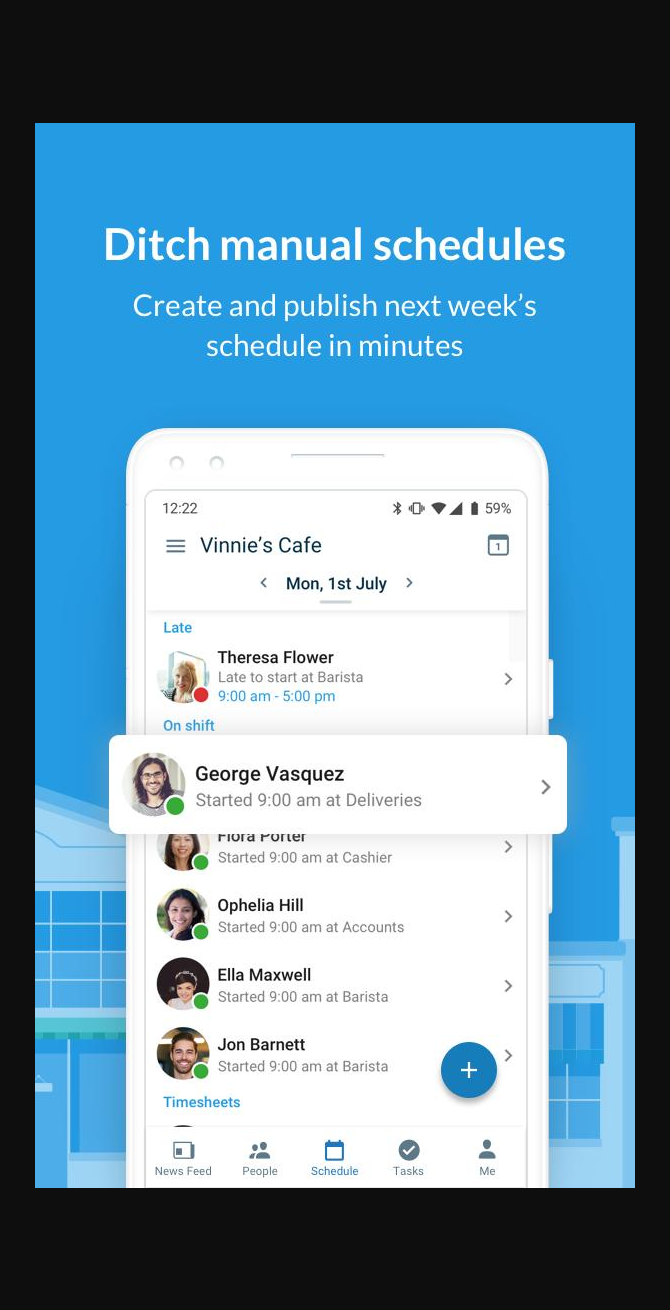 Ditch manual schedules
Create and publish next week's
schedule in minutes
12:22
59%
Vinnie's Cafe
1
Mon, 1st July
Late
Theresa Flower
Late to start at Barista
9:00 am - 5:00 pm
On shift
George Vasquez
Started 9:00 am at Deliveries
Flora Porter
Started 9:00 am at Cashier
Ophelia Hill
Started 9:00 am at Accounts
Ella Maxwell
Started 9:00 am at Barista
Jon Barnett
Started 9:00 am at Barista
Timesheets
News Feed People Schedule Tasks Me